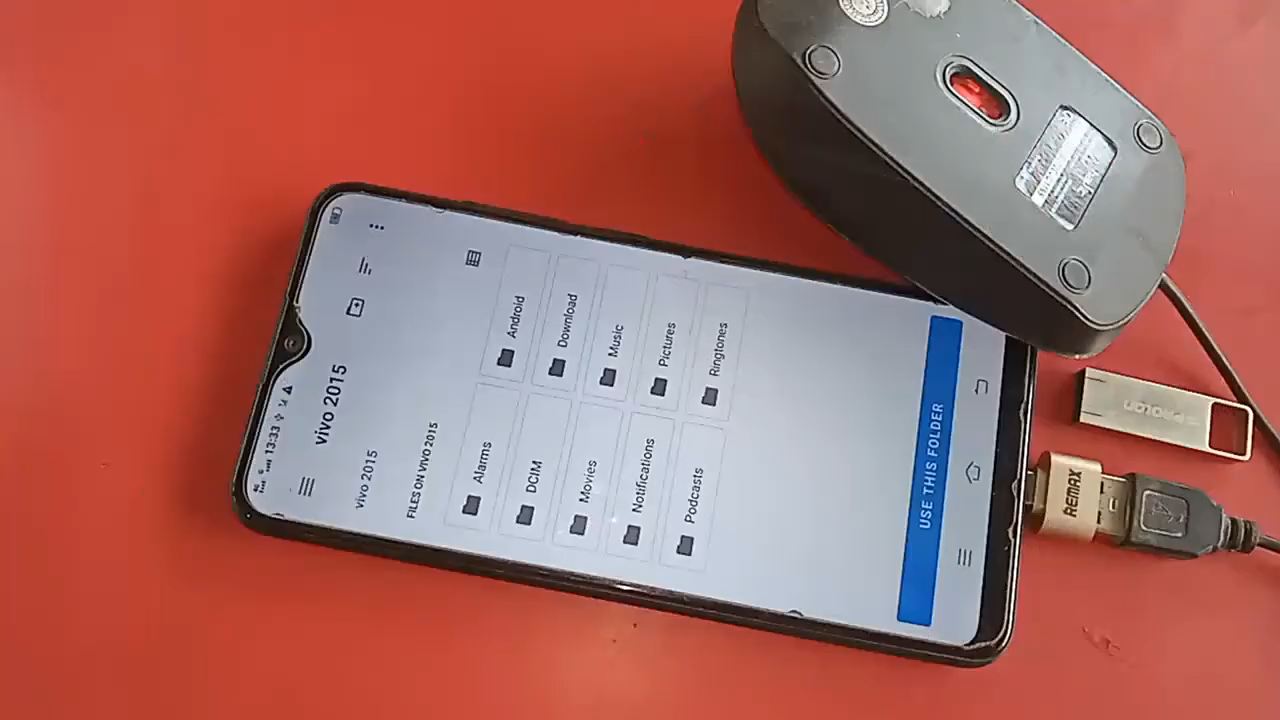 13:33
vivo 2015
vivo 2015
FILES ON VIVO 2015
Alarms
Android
DCIM
Download
Movies
Music
Notifications
Pictures
Podcasts
Ringtones
USE THIS FOLDER
REMAX